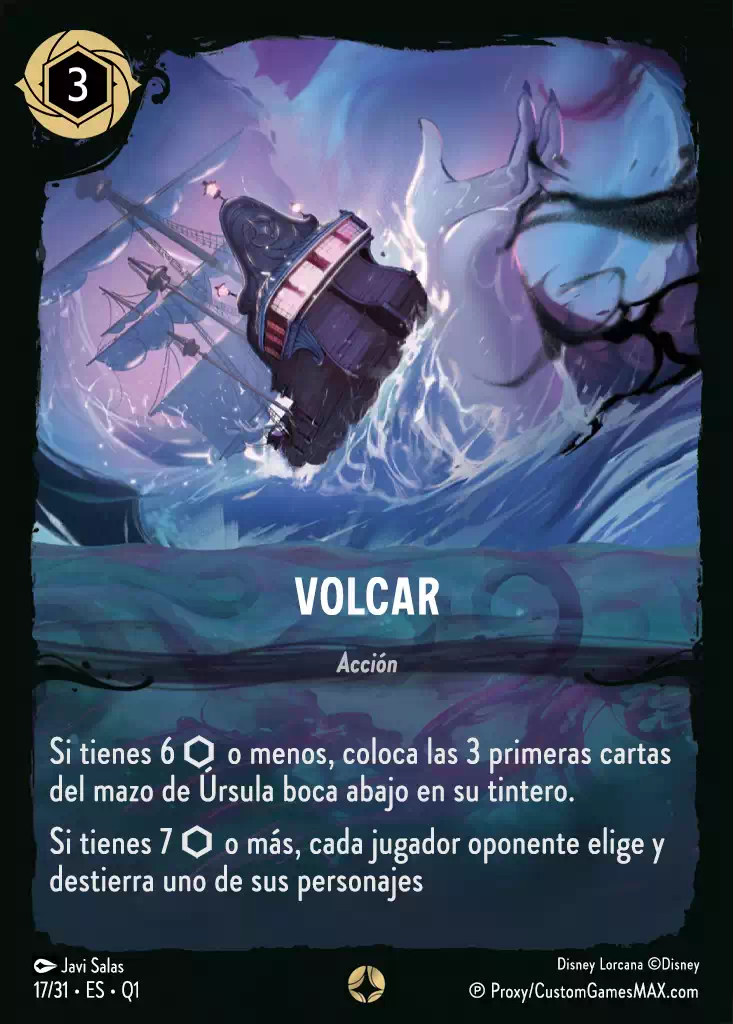 3
VOLCAR
Acción
Si tienes 6 ⬡ o menos, coloca las 3 primeras cartas
del mazo de Úrsula boca abajo en su tintero.
Si tienes 7 ⬡ o más, cada jugador oponente elige y
destierra uno de sus personajes
Javi Salas
Disney Lorcana ©Disney
17/31 • ES • Q1
Ⓟ Proxy/CustomGamesMAX.com